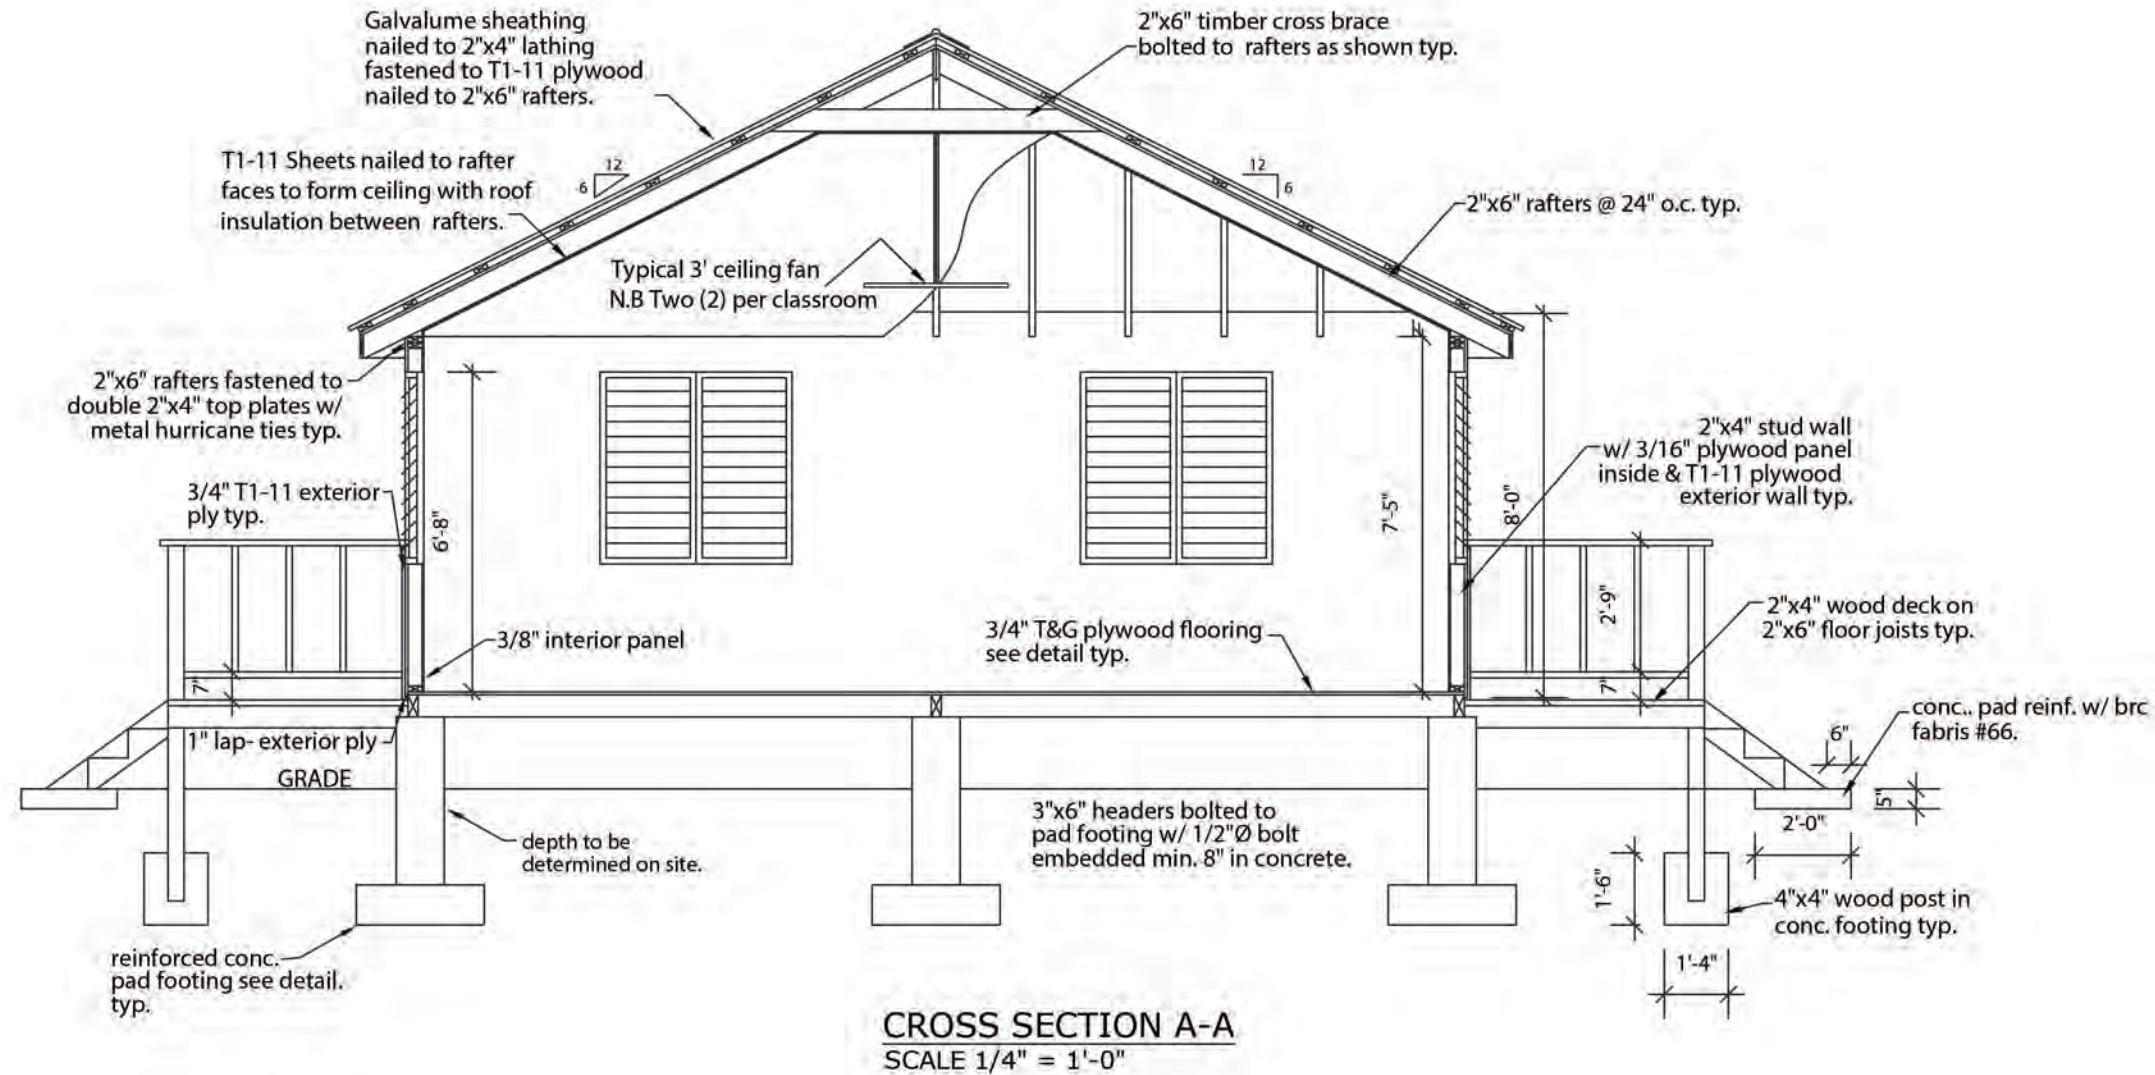 Galvalume sheathing
nailed to 2"x4" lathing
fastened to T1-11 plywood
nailed to 2"x6" rafters.
2"x6" timber cross brace
bolted to rafters as shown typ.
T1-11 Sheets nailed to rafter
faces to form ceiling with roof
insulation between rafters.
12
6
12
6
2"x6" rafters @ 24" o.c. typ.
Typical 3' ceiling fan
N.B Two (2) per classroom
2"x6" rafters fastened to
double 2"x4" top plates w/
metal hurricane ties typ.
3/4" T1-11 exterior
ply typ.
6'-8"
7'-5"
8'-0"
2"x4" stud wall
w/ 3/16" plywood panel
inside & T1-11 plywood
exterior wall typ.
3/8" interior panel
3/4" T&G plywood flooring
see detail typ.
2'-9"
2"x4" wood deck on
2"x6" floor joists typ.
7"
7"
1" lap- exterior ply
GRADE
conc.. pad reinf. w/ brc
fabris #66.
6"
5"
2'-0"
depth to be
determined on site.
3"x6" headers bolted to
pad footing w/ 1/2"Ø bolt
embedded min. 8" in concrete.
1'-6"
4"x4" wood post in
conc. footing typ.
1'-4"
reinforced conc.
pad footing see detail.
typ.
CROSS SECTION A-A
SCALE 1/4" = 1'-0"